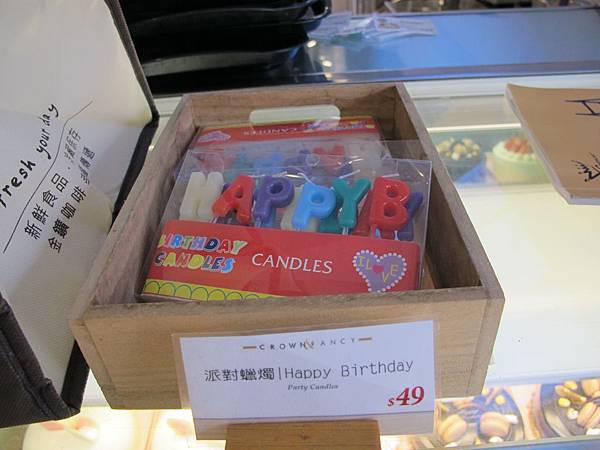 Fresh your day
新鮮食品
金鑛咖啡
HAPPY B
BIRTHDAY
CANDLES
CANDLES
I LOVE
CROWN & FANCY
派對蠟燭|Happy Birthday
Party Candles
$49